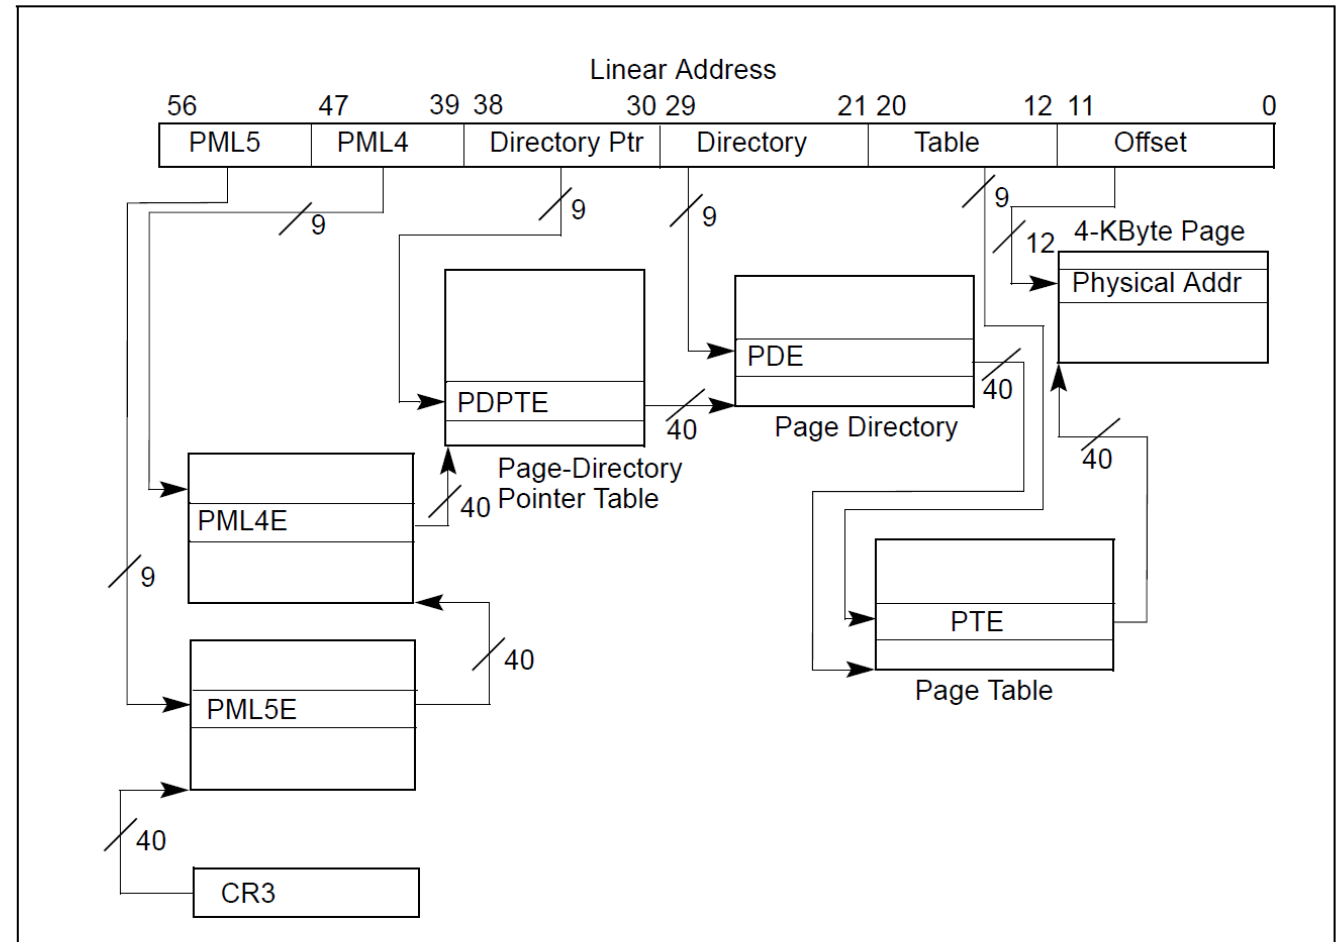 Linear Address
56 47 39 38 30 29 21 20 12 11 0
PML5 PML4 Directory Ptr Directory Table Offset
9 9 9 9
12 4-KByte Page
Physical Addr
PDE
40
PDPTE
40 Page Directory
40
Page-Directory
Pointer Table
40
PML4E
9
PTE
40
Page Table
PML5E
40
CR3